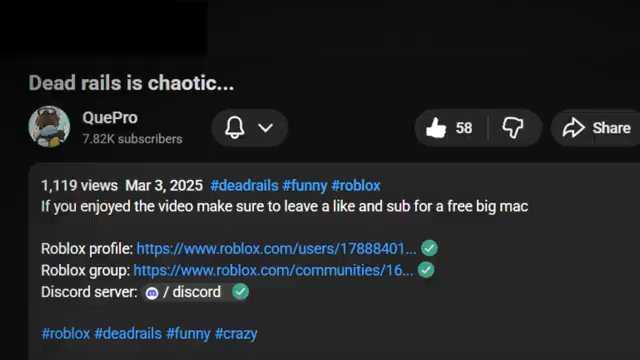 Dead rails is chaotic...
QuePro
7.82K subscribers
58
Share
1,119 views Mar 3, 2025 #deadrails #funny #roblox
If you enjoyed the video make sure to leave a like and sub for a free big mac
Roblox profile: https://www.roblox.com/users/17888401...
Roblox group: https://www.roblox.com/communities/16...
Discord server: / discord
#roblox #deadrails #funny #crazy